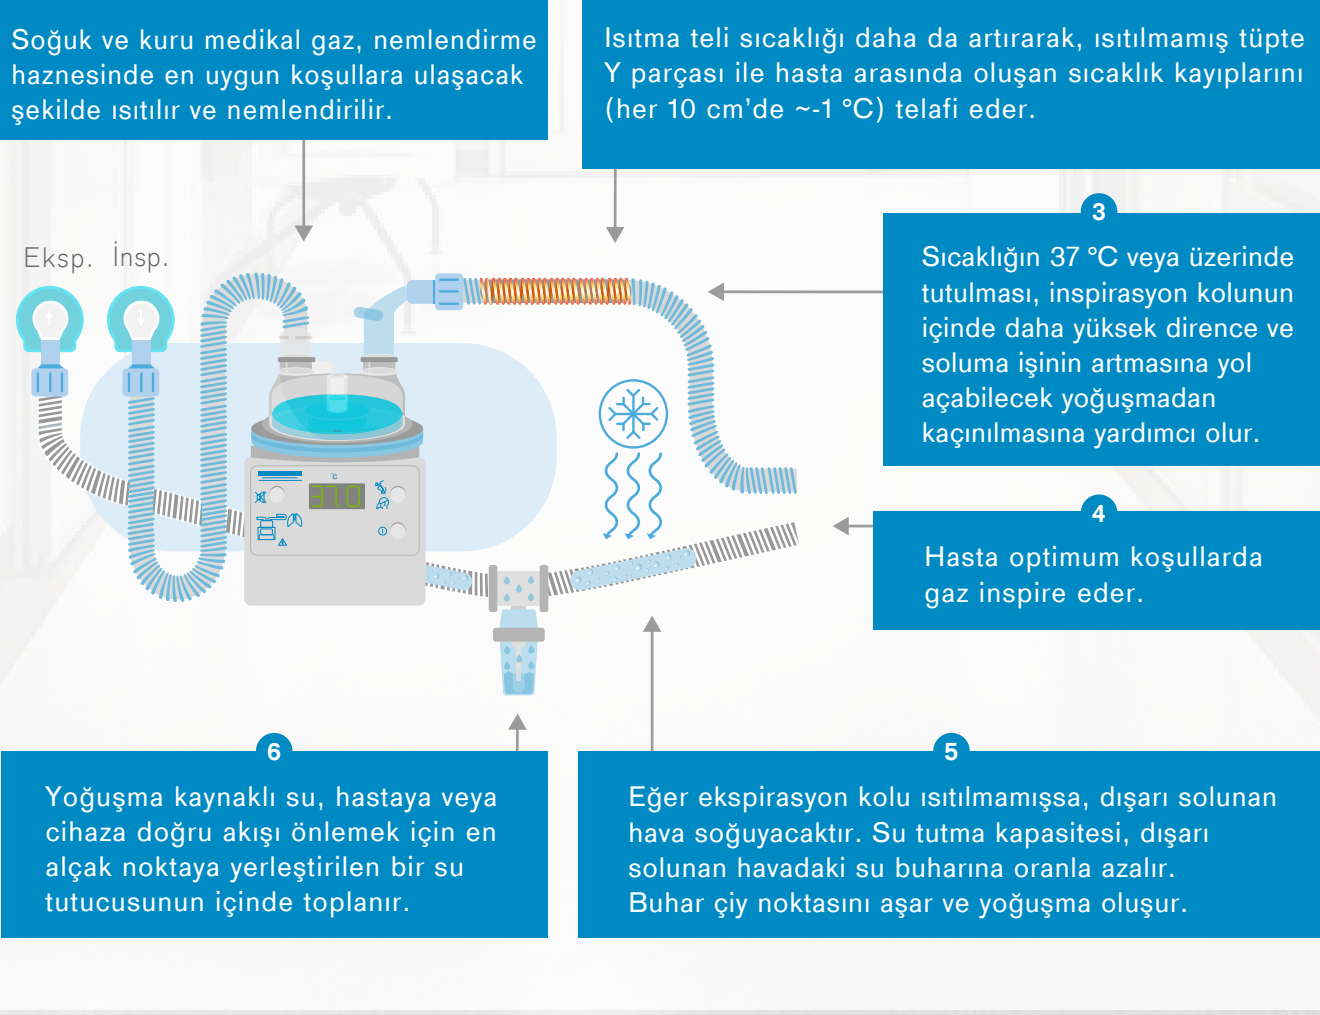 Soğuk ve kuru medikal gaz, nemlendirme
haznesinde en uygun koşullara ulaşacak
şekilde ısıtılır ve nemlendirilir.
Isıtma teli sıcaklığı daha da artırarak, ısıtılmamış tüpte
Y parçası ile hasta arasında oluşan sıcaklık kayıplarını
(her 10 cm’de ~-1 °C) telafi eder.
3
Sıcaklığın 37 °C veya üzerinde
tutulması, inspirasyon kolunun
içinde daha yüksek dirence ve
soluma işinin artmasına yol
açabilecek yoğuşmadan
kaçınılmasına yardımcı olur.
Eksp. İnsp.
°C
370
4
Hasta optimum koşullarda
gaz inspire eder.
6
Yoğuşma kaynaklı su, hastaya veya
cihaza doğru akışı önlemek için en
alçak noktaya yerleştirilen bir su
tutucusunun içinde toplanır.
5
Eğer ekspirasyon kolu ısıtılmamışsa, dışarı solunan
hava soğuyacaktır. Su tutma kapasitesi, dışarı
solunan havadaki su buharına oranla azalır.
Buhar çiy noktasını aşar ve yoğuşma oluşur.